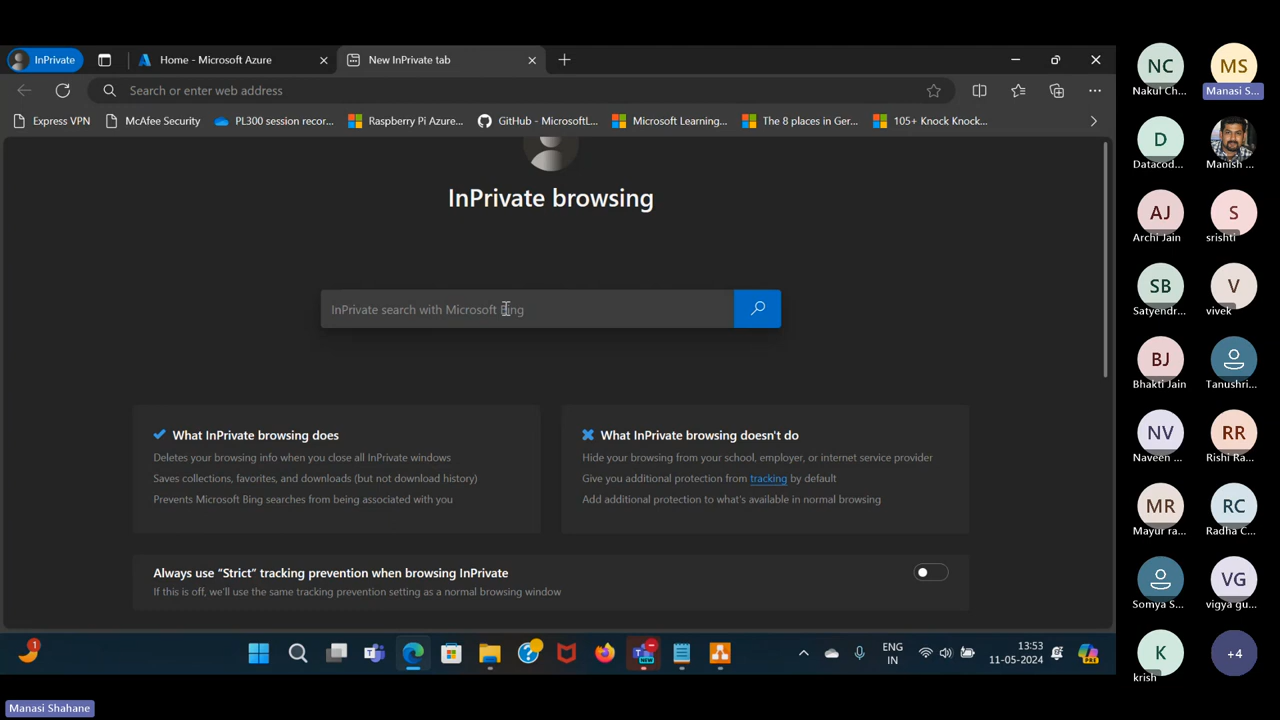 InPrivate
Home - Microsoft Azure
New InPrivate tab
Search or enter web address
Express VPN
McAfee Security
PL300 session recor...
Raspberry Pi Azure...
GitHub - MicrosoftL...
Microsoft Learning...
The 8 places in Ger...
105+ Knock Knock...
InPrivate browsing
InPrivate search with Microsoft Bing
What InPrivate browsing does
Deletes your browsing info when you close all InPrivate windows
Saves collections, favorites, and downloads (but not download history)
Prevents Microsoft Bing searches from being associated with you
What InPrivate browsing doesn't do
Hide your browsing from your school, employer, or internet service provider
Give you additional protection from tracking by default
Add additional protection to what's available in normal browsing
Always use “Strict” tracking prevention when browsing InPrivate
If this is off, we'll use the same tracking prevention setting as a normal browsing window
1
NEW
ENG
IN
13:53
11-05-2024
PRE
Manasi Shahane
NC
Nakul Ch...
MS
Manasi S...
D
Datacod...
Manish ...
AJ
Archi Jain
S
srishti
SB
Satyendr...
V
vivek
BJ
Bhakti Jain
Tanushri...
NV
Naveen ...
RR
Rishi Ra...
MR
Mayur ra...
RC
Radha C...
Somya S...
VG
vigya gu...
K
krish
+4